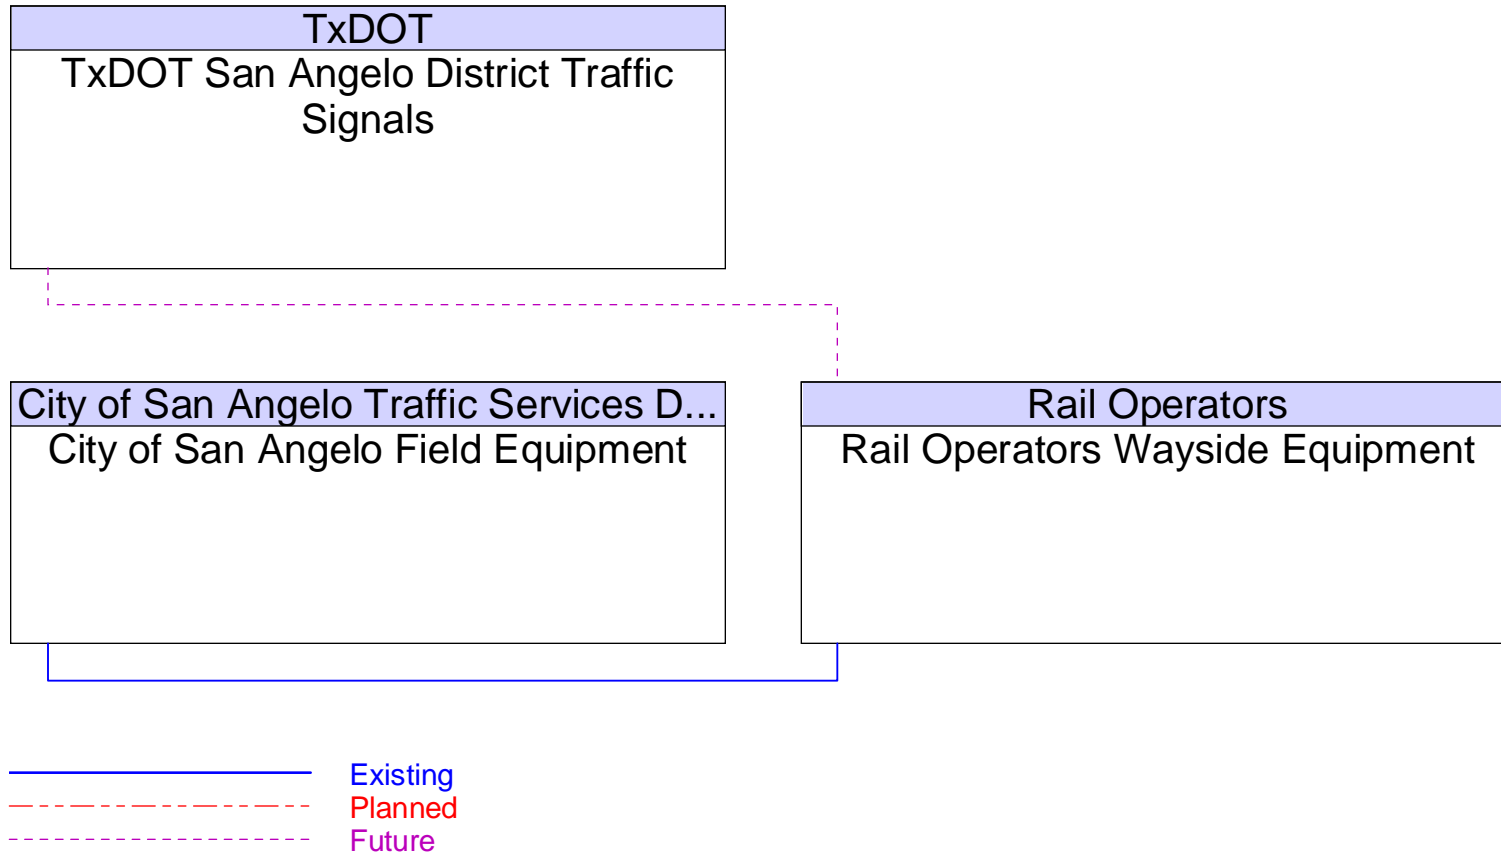 TxDOT
TxDOT San Angelo District Traffic
Signals
City of San Angelo Traffic Services D...
City of San Angelo Field Equipment
Rail Operators
Rail Operators Wayside Equipment
Existing
Planned
Future